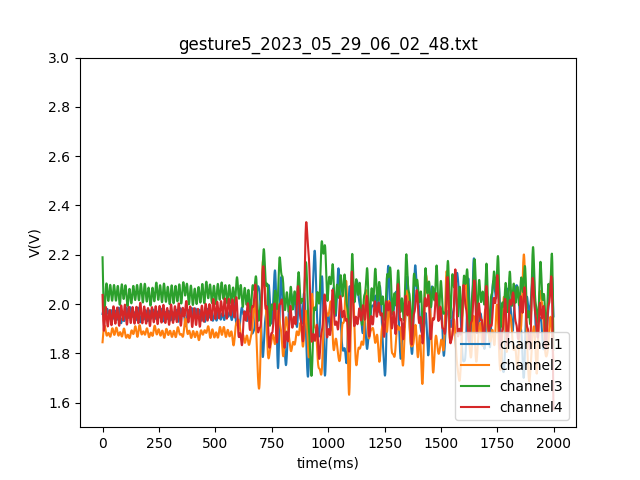 gesture5_2023_05_29_06_02_48.txt
3.0
2.8
2.6
2.4
2.2
2.0
1.8
1.6
V(V)
channel1
channel2
channel3
channel4
0 250 500 750 1000 1250 1500 1750 2000
time(ms)